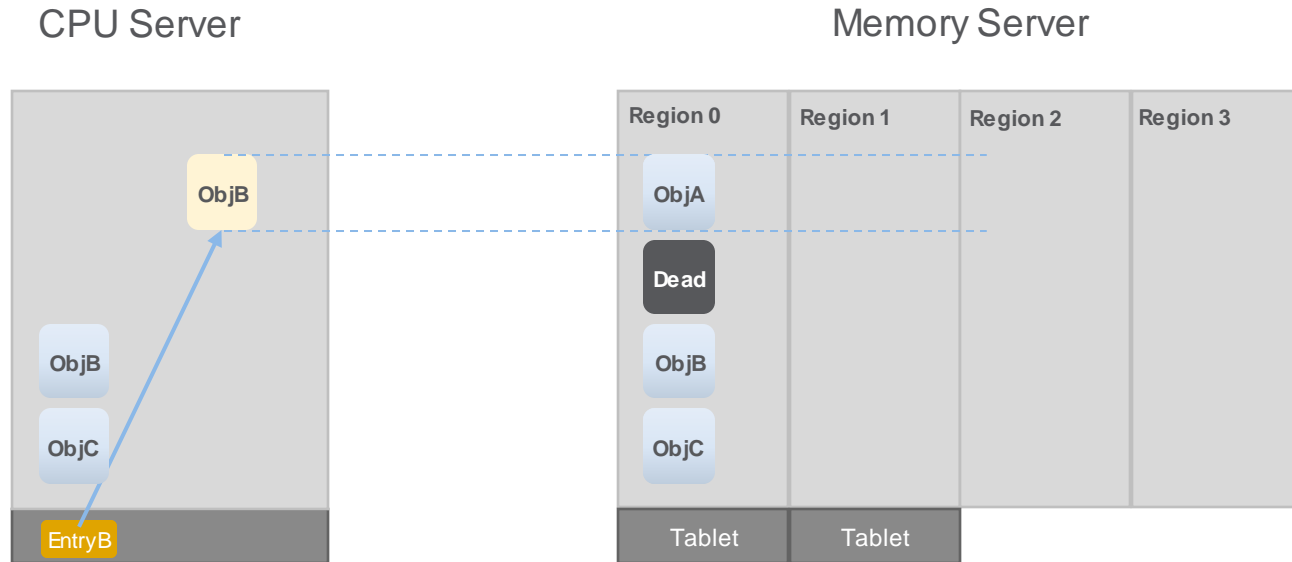 CPU Server
Memory Server
Region 0
Region 1
Region 2
Region 3
ObjB
ObjA
Dead
ObjB
ObjB
ObjC
ObjC
EntryB
Tablet
Tablet